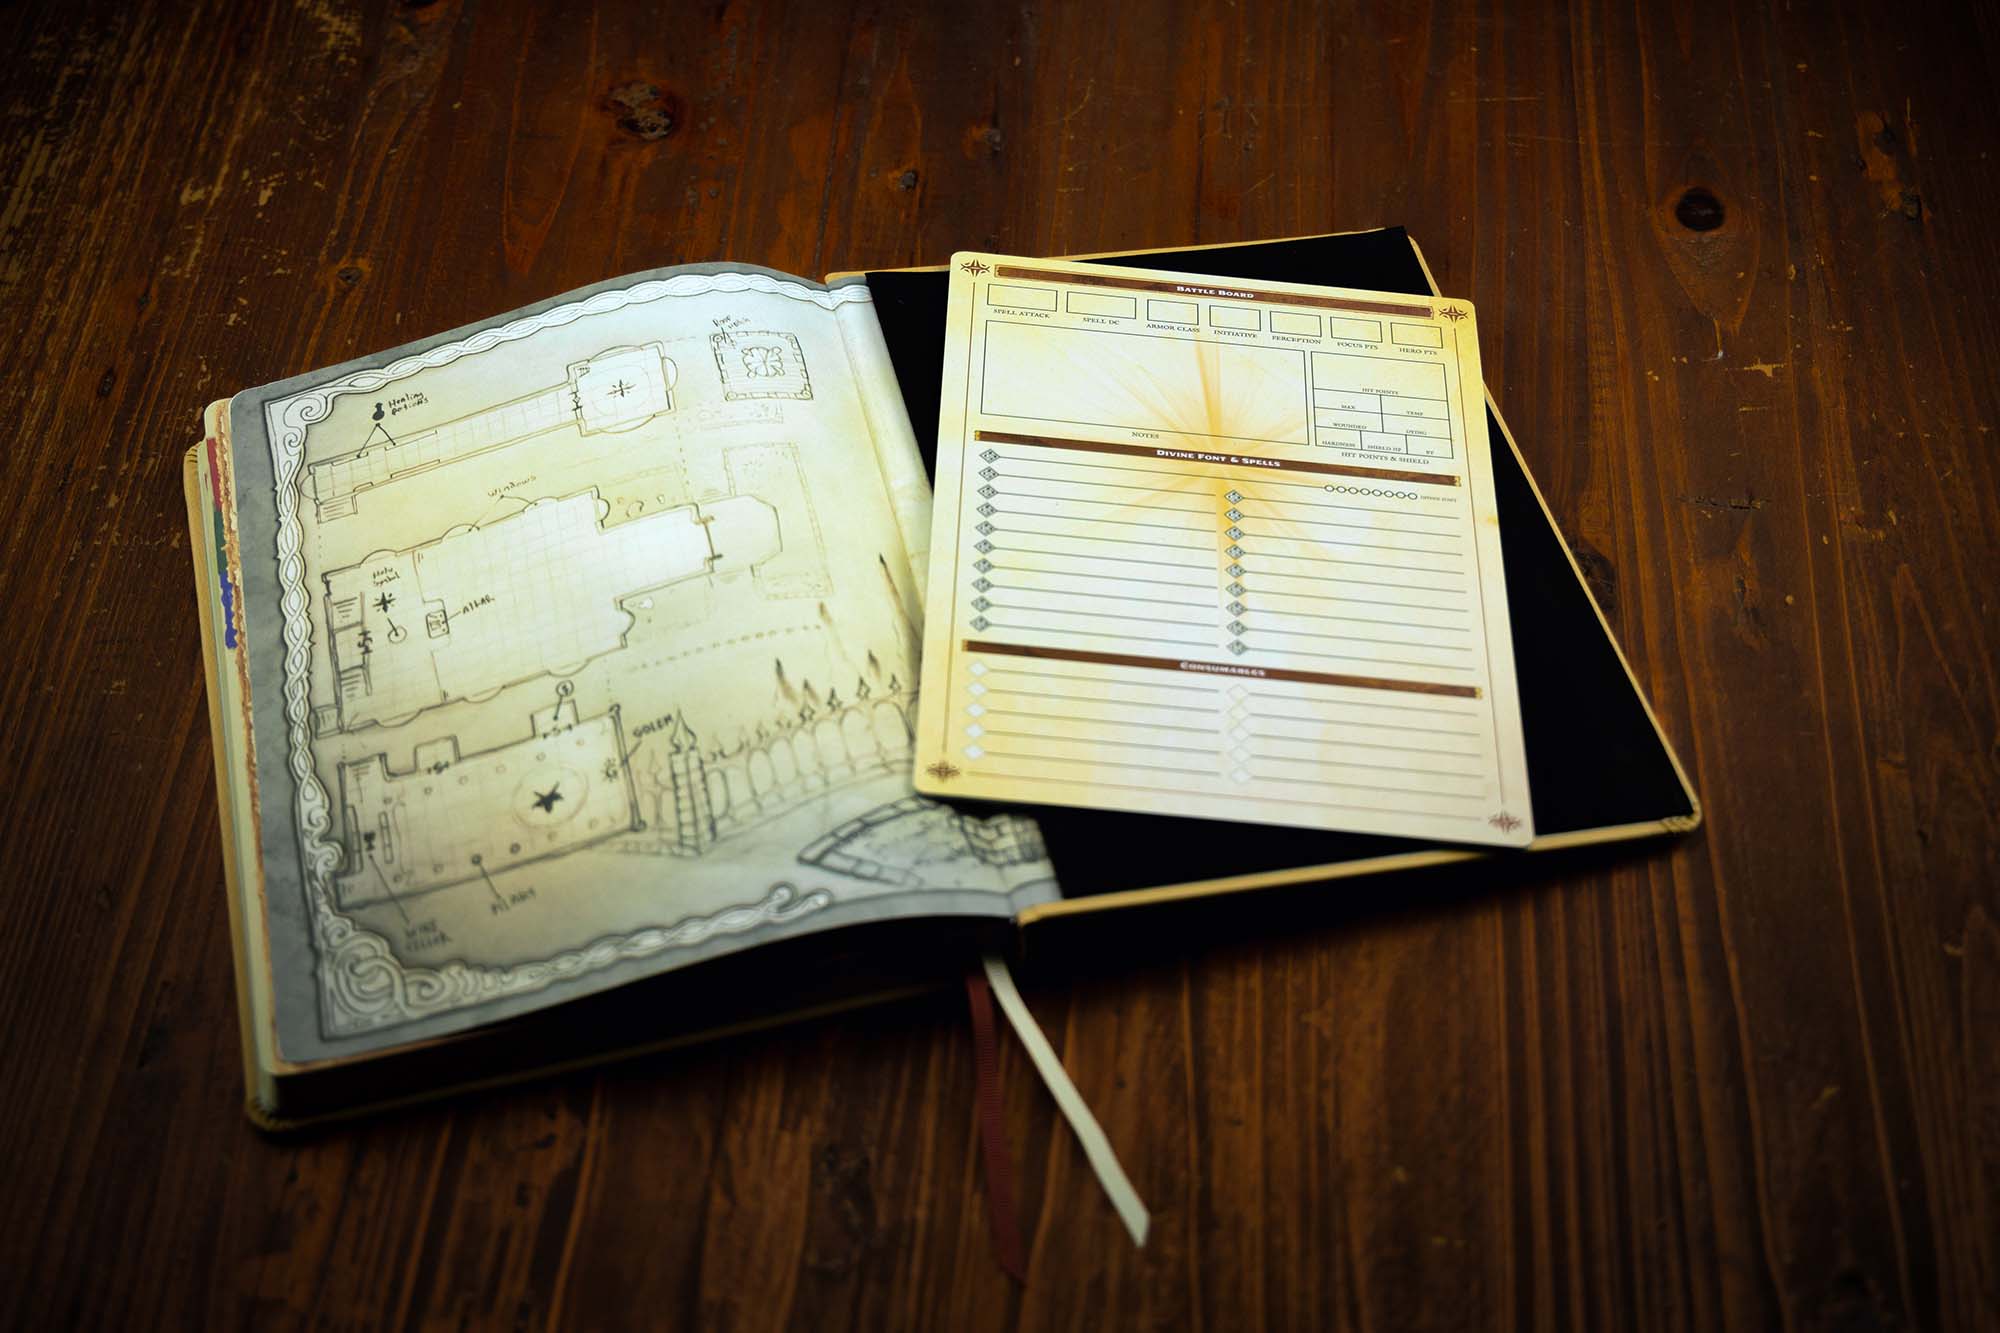 Healing
Potions
Windows
Holy
Symbol
Altar
Golem
Pillars
Wine
Cellar
Battle Board
Spell Attack
Spell DC
Armor Class
Initiative
Perception
Focus Pts
Hero Pts
Notes
Hit Points
Max
Temp
Wounded
Dying
Hardness
Shield HP
BT
Hit Points & Shield
Divine Font & Spells
Divine Font
Consumables